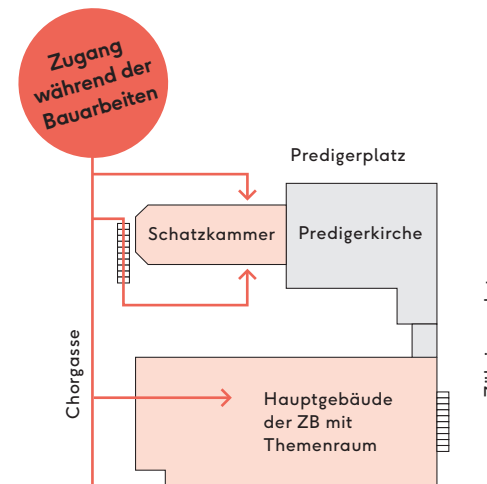 Zugang
während der
Bauarbeiten
Predigerplatz
Schatzkammer
Predigerkirche
Chorgasse
Hauptgebäude
der ZB mit
Themenraum